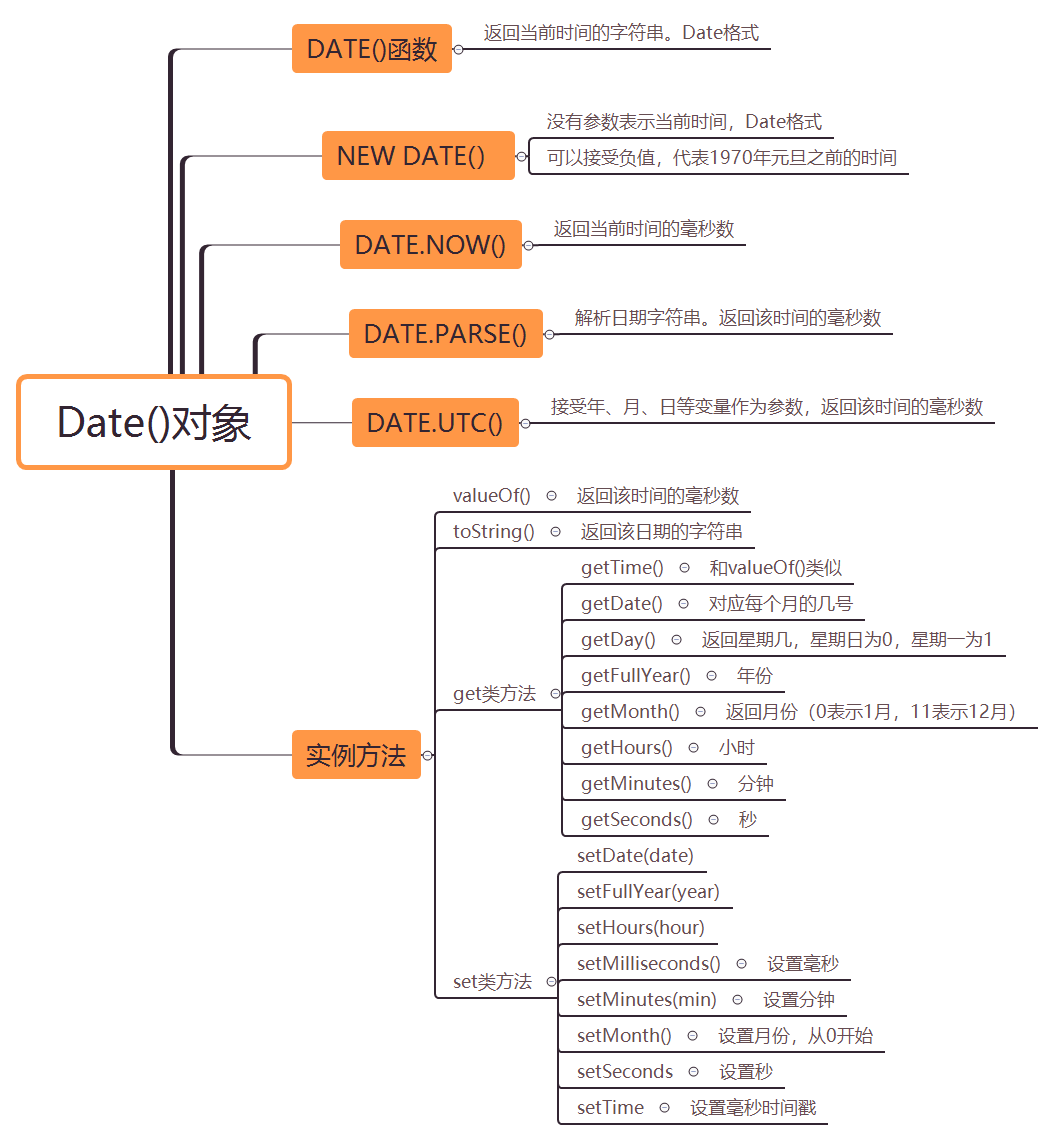 DATE()函数
返回当前时间的字符串。Date格式
NEW DATE()
没有参数表示当前时间，Date格式
可以接受负值，代表1970年元旦之前的时间
DATE.NOW()
返回当前时间的毫秒数
DATE.PARSE()
解析日期字符串。返回该时间的毫秒数
Date()对象
DATE.UTC()
接受年、月、日等变量作为参数，返回该时间的毫秒数
实例方法
valueOf() 返回该时间的毫秒数
toString() 返回该日期的字符串
get类方法
getTime() 和valueOf()类似
getDate() 对应每个月的几号
getDay() 返回星期几，星期日为0，星期一为1
getFullYear() 年份
getMonth() 返回月份（0表示1月，11表示12月）
getHours() 小时
getMinutes() 分钟
getSeconds() 秒
set类方法
setDate(date)
setFullYear(year)
setHours(hour)
setMilliseconds() 设置毫秒
setMinutes(min) 设置分钟
setMonth() 设置月份，从0开始
setSeconds 设置秒
setTime 设置毫秒时间戳